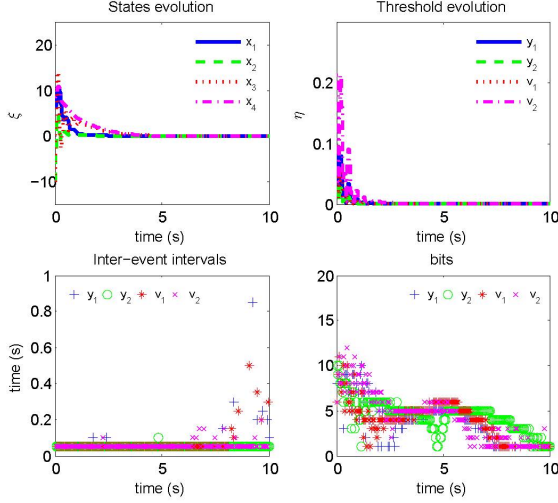 States evolution
20
10
0
−10
ξ
0
5
10
time (s)
x1
x2
x3
x4
Threshold evolution
0.2
0.1
0
η
0
5
10
time (s)
y1
y2
v1
v2
Inter-event intervals
1
0.8
0.6
0.4
0.2
0
time (s)
0
5
10
time (s)
y1 y2 v1 v2
bits
20
15
10
5
0
0
5
10
time (s)
y1 y2 v1 v2